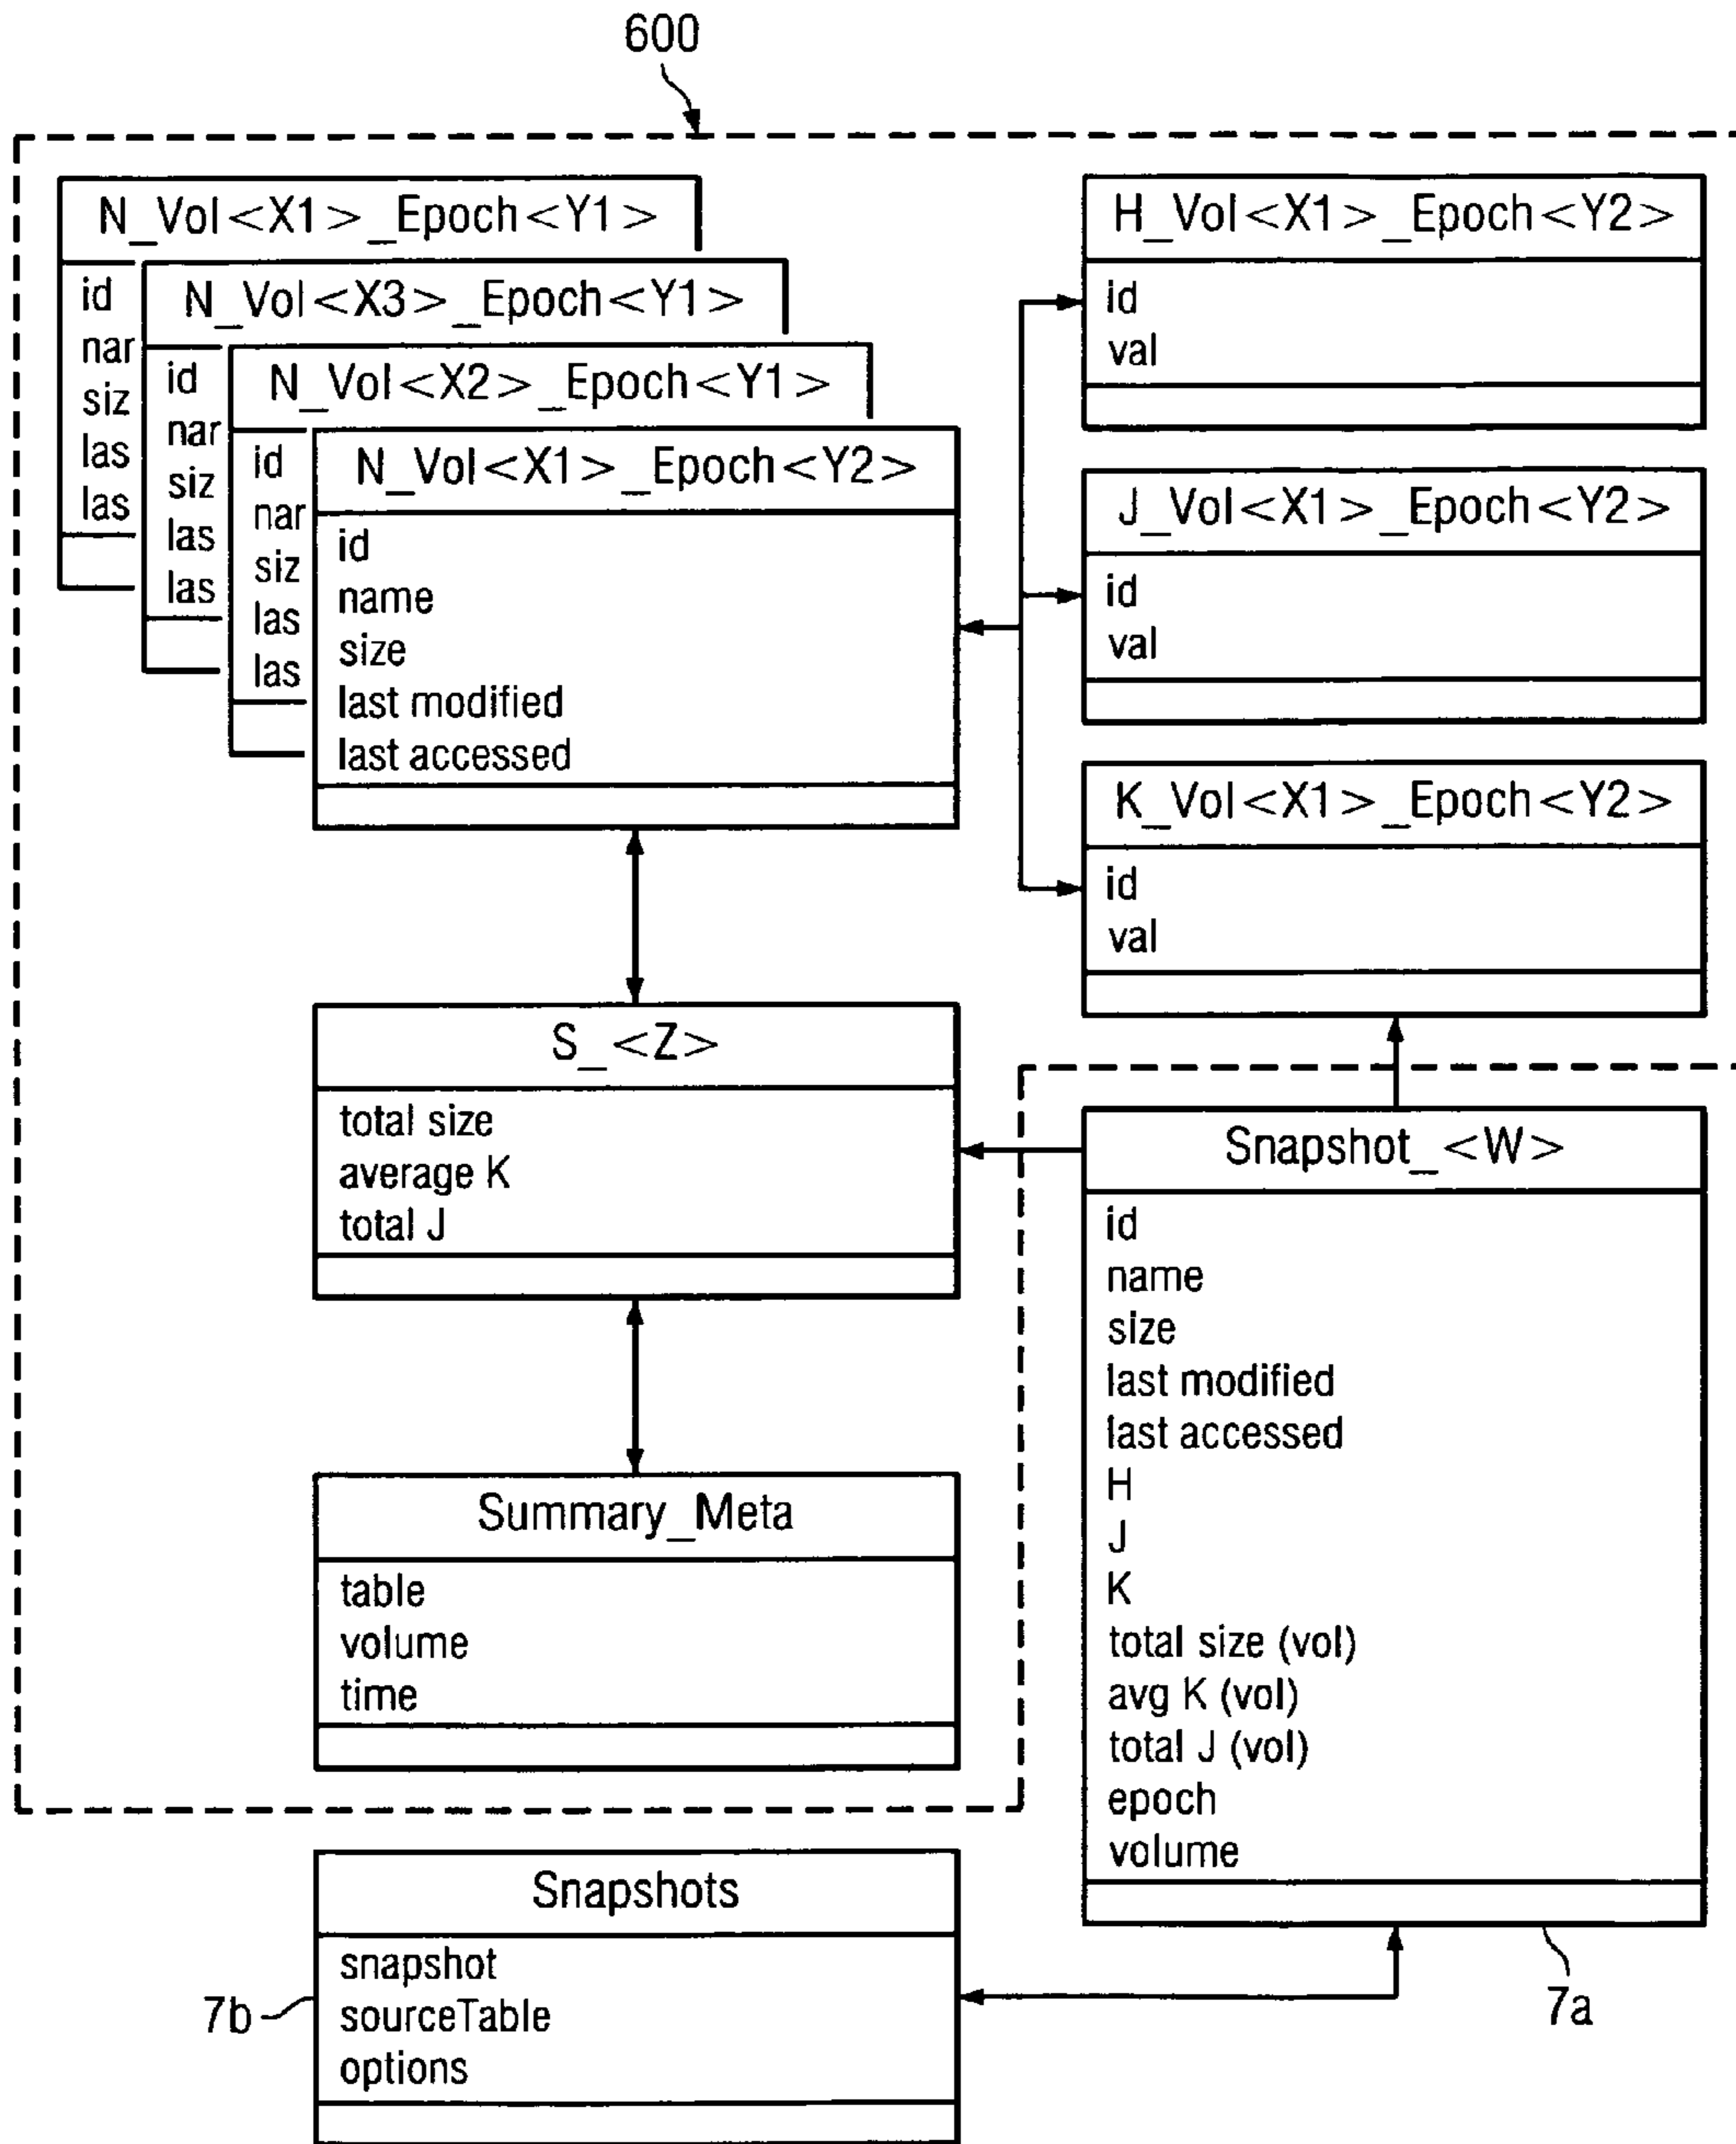 600
N_Vol<X1>_Epoch<Y1>
id
nar
siz
las
las
N_Vol<X3>_Epoch<Y1>
id
nar
siz
las
las
N_Vol<X2>_Epoch<Y1>
id
nar
siz
las
las
N_Vol<X1>_Epoch<Y2>
id
name
size
last modified
last accessed
H_Vol<X1>_Epoch<Y2>
id
val
J_Vol<X1>_Epoch<Y2>
id
val
K_Vol<X1>_Epoch<Y2>
id
val
S_<Z>
total size
average K
total J
Summary_Meta
table
volume
time
Snapshot_<W>
id
name
size
last modified
last accessed
H
J
K
total size (vol)
avg K (vol)
total J (vol)
epoch
volume
7a
Snapshots
snapshot
sourceTable
options
7b